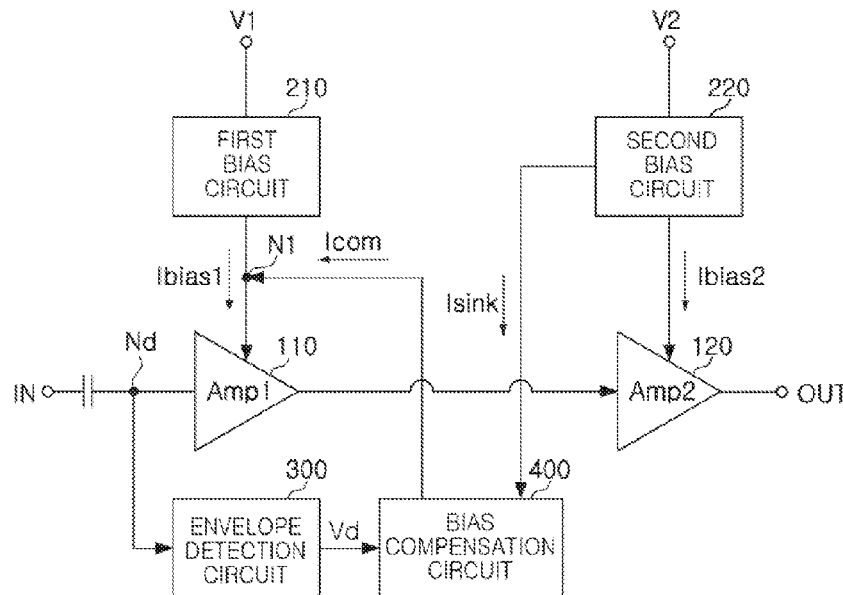 V1
V2
210
220
FIRST
BIAS
CIRCUIT
SECOND
BIAS
CIRCUIT
N1
Icom
Ibias1
Isink
Ibias2
Nd
110
120
IN
Amp1
Amp2
OUT
300
400
ENVELOPE
DETECTION
CIRCUIT
Vd
BIAS
COMPENSATION
CIRCUIT